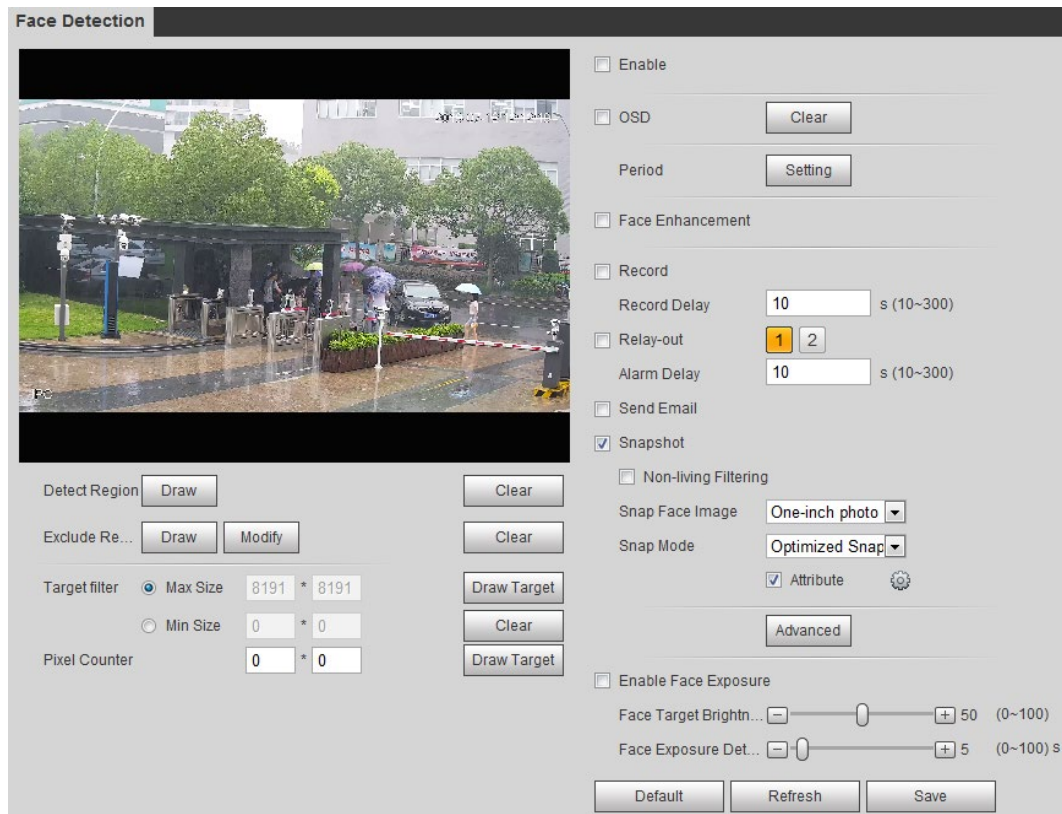 Face Detection
Enable
OSD Clear
Period Setting
Face Enhancement
Record
Record Delay 10 s (10~300)
Relay-out 1 2
Alarm Delay 10 s (10~300)
Send Email
Snapshot
Non-living Filtering
Snap Face Image One-inch photo
Snap Mode Optimized Snap
Attribute
Advanced
Enable Face Exposure
Face Target Brightn... 50 (0~100)
Face Exposure Det... 5 (0~100) s
Default Refresh Save
IPC
Detect Region Draw Clear
Exclude Re... Draw Modify Clear
Target filter Max Size 8191 * 8191 Draw Target
Min Size 0 * 0 Clear
Pixel Counter 0 * 0 Draw Target